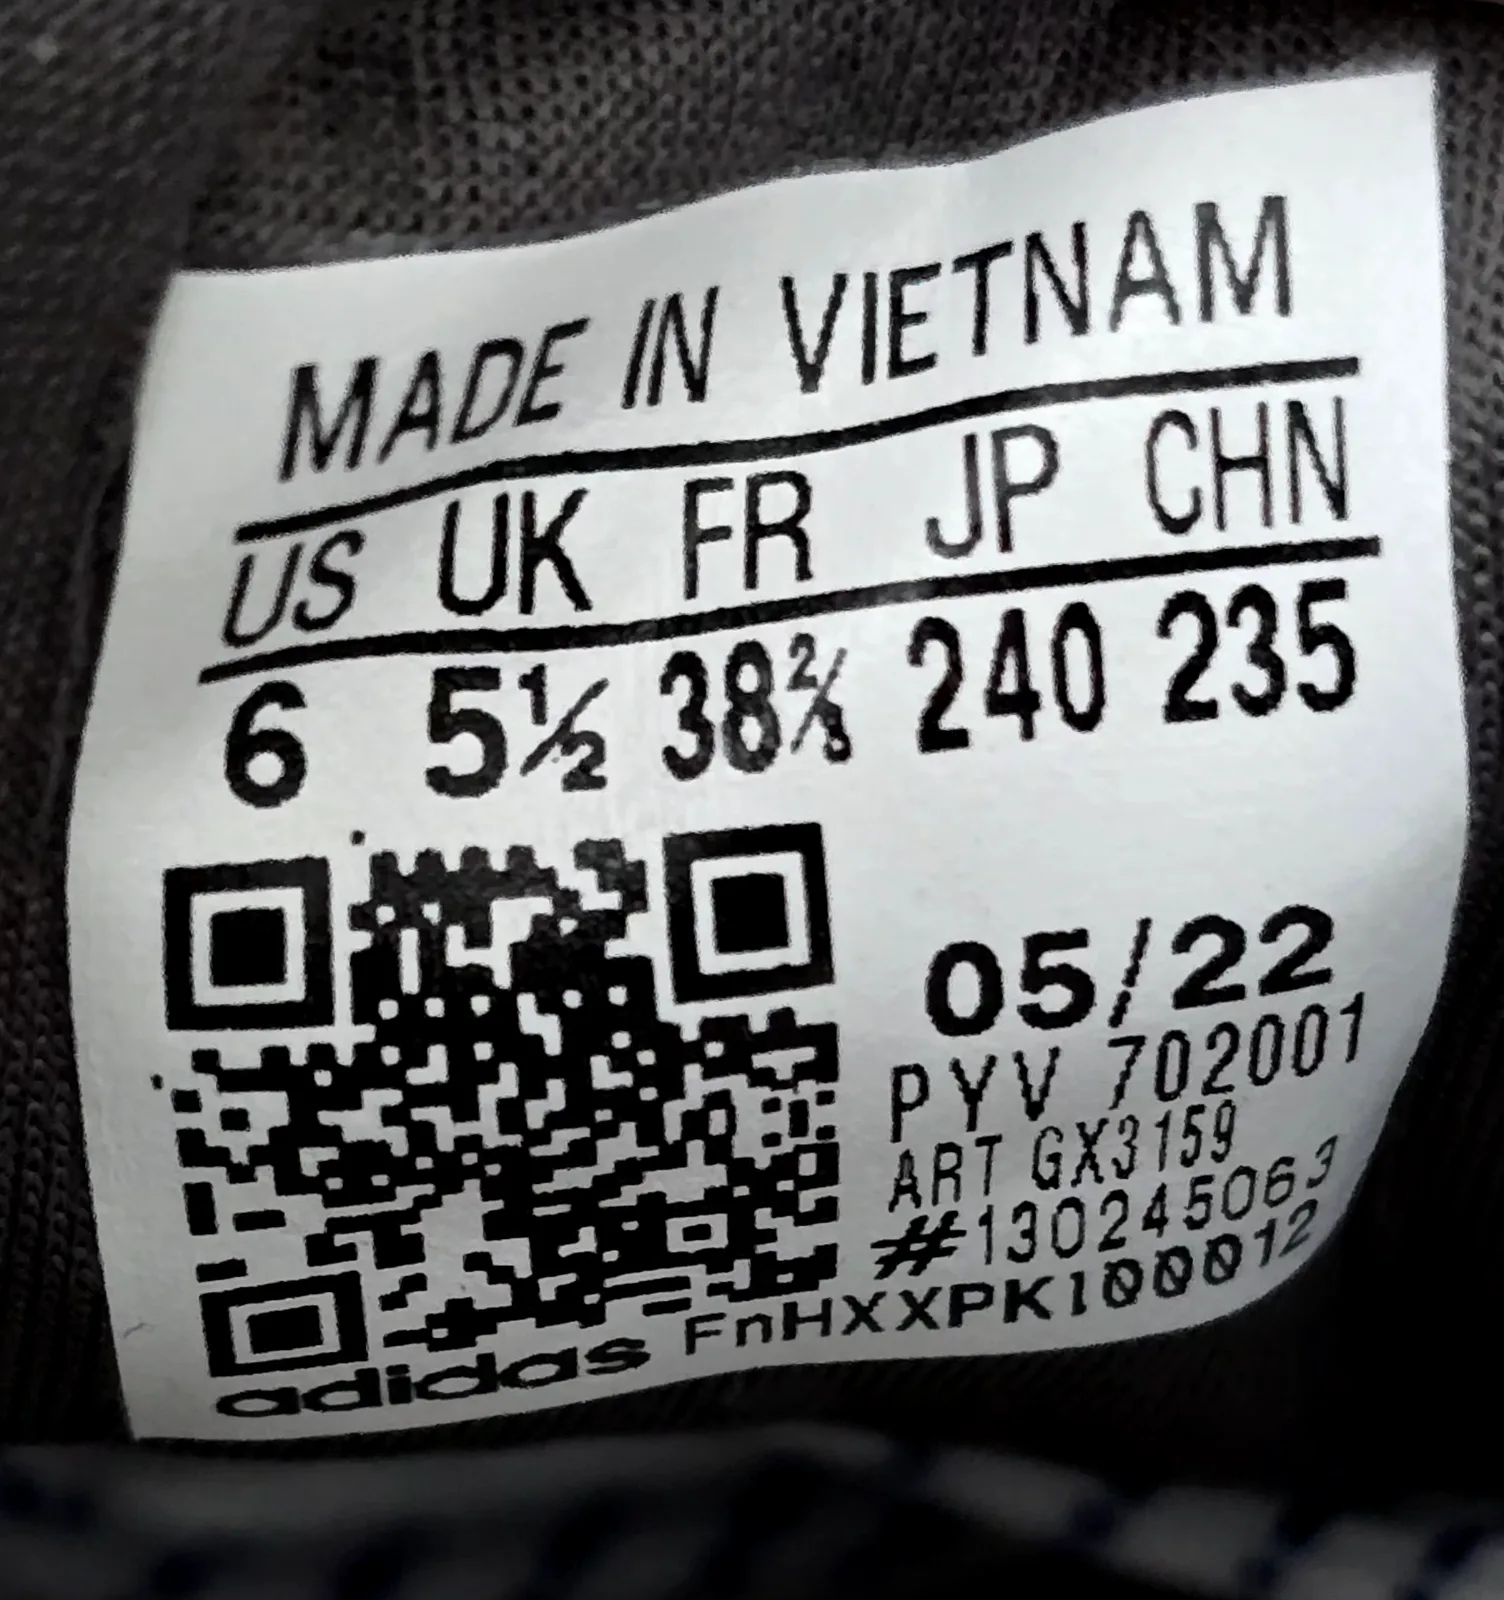 MADE IN VIETNAM
US UK FR JP CHN
6 5½ 38⅔ 240 235
05/22
PYV 702001
ART GX3159
#130245063
adidas FnHXXPK100012